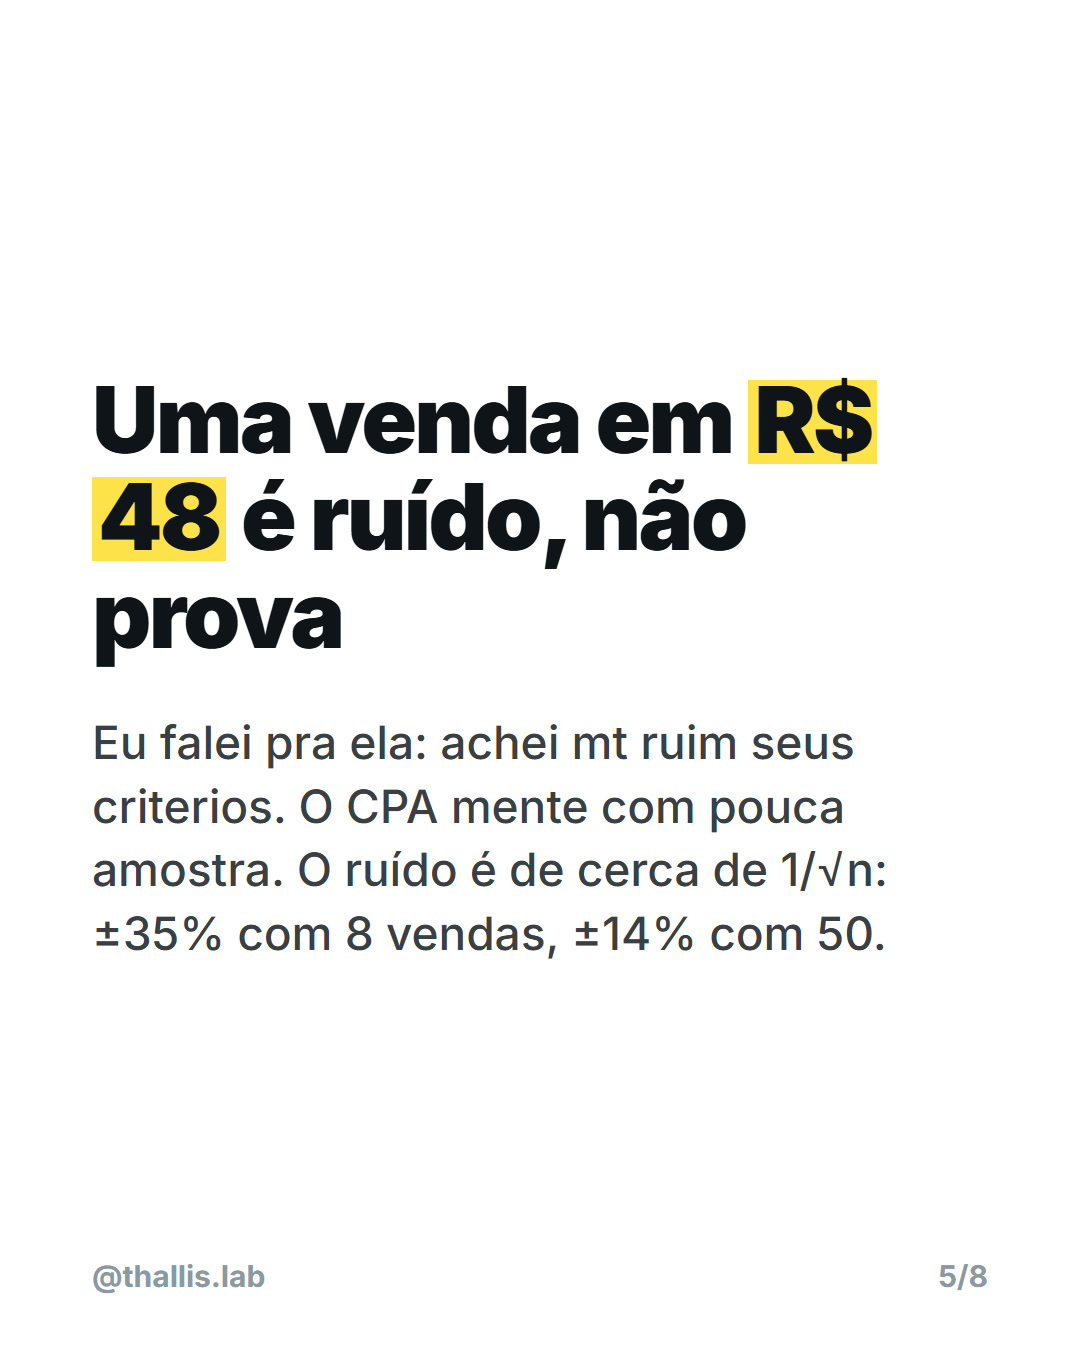 Uma venda em R$
48 é ruído, não
prova
Eu falei pra ela: achei mt ruim seus
criterios. O CPA mente com pouca
amostra. O ruído é de cerca de 1/√n:
±35% com 8 vendas, ±14% com 50.
@thallis.lab
5/8